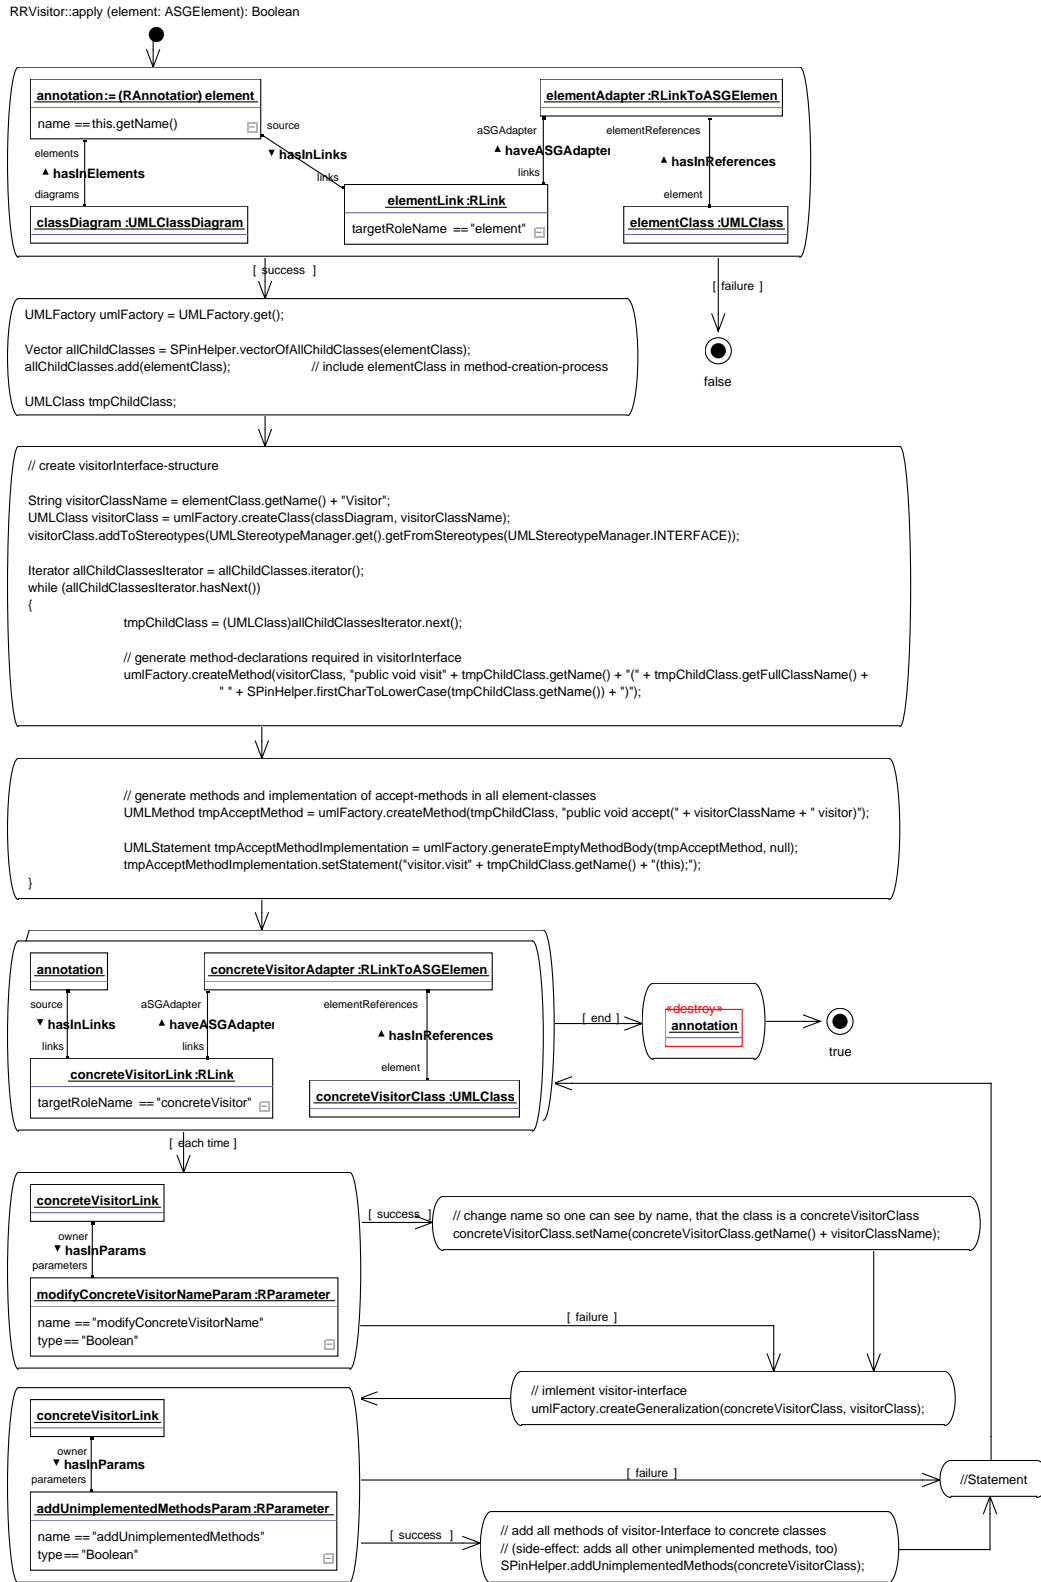 RRVisitor::apply (element: ASGElement): Boolean
annotation:= (RAnnotation) element
name == this.getName()
elementAdapter :RLinkToASGElemen
source
aSGAdapter
elementReferences
elements
hasInElements
hasInLinks
haveASGAdapter
hasInReferences
diagrams
links
links
element
classDiagram :UMLClassDiagram
elementLink :RLink
targetRoleName == "element"
elementClass :UMLClass
[ success ]
[ failure ]
false
UMLFactory umlFactory = UMLFactory.get();
Vector allChildClasses = SPinHelper.vectorOfAllChildClasses(elementClass);
allChildClasses.add(elementClass); // include elementClass in method-creation-process
UMLClass tmpChildClass;
// create visitorInterface-structure
String visitorClassName = elementClass.getName() + "Visitor";
UMLClass visitorClass = umlFactory.createClass(classDiagram, visitorClassName);
visitorClass.addToStereotypes(UMLStereotypeManager.get().getFromStereotypes(UMLStereotypeManager.INTERFACE));
Iterator allChildClassesIterator = allChildClasses.iterator();
while (allChildClassesIterator.hasNext())
{
tmpChildClass = (UMLClass)allChildClassesIterator.next();
// generate method-declarations required in visitorInterface
umlFactory.createMethod(visitorClass, "public void visit" + tmpChildClass.getName() + "(" + tmpChildClass.getFullClassName() +
" " + SPinHelper.firstCharToLowerCase(tmpChildClass.getName()) + ")");
// generate methods and implementation of accept-methods in all element-classes
UMLMethod tmpAcceptMethod = umlFactory.createMethod(tmpChildClass, "public void accept(" + visitorClassName + " visitor)");
UMLStatement tmpAcceptMethodImplementation = umlFactory.generateEmptyMethodBody(tmpAcceptMethod, null);
tmpAcceptMethodImplementation.setStatement("visitor.visit" + tmpChildClass.getName() + "(this);");
}
annotation
concreteVisitorAdapter :RLinkToASGElemen
source
aSGAdapter
elementReferences
hasInLinks
haveASGAdapter
hasInReferences
links
links
element
concreteVisitorLink :RLink
targetRoleName == "concreteVisitor"
concreteVisitorClass :UMLClass
[ end ]
«destroy»
annotation
true
[ each time ]
concreteVisitorLink
owner
hasInParams
parameters
modifyConcreteVisitorNameParam :RParameter
name == "modifyConcreteVisitorName"
type == "Boolean"
[ success ]
// change name so one can see by name, that the class is a concreteVisitorClass
concreteVisitorClass.setName(concreteVisitorClass.getName() + visitorClassName);
[ failure ]
// imlement visitor-interface
umlFactory.createGeneralization(concreteVisitorClass, visitorClass);
concreteVisitorLink
owner
hasInParams
parameters
addUnimplementedMethodsParam :RParameter
name == "addUnimplementedMethods"
type == "Boolean"
[ failure ]
//Statement
[ success ]
// add all methods of visitor-Interface to concrete classes
// (side-effect: adds all other unimplemented methods, too)
SPinHelper.addUnimplementedMethods(concreteVisitorClass);